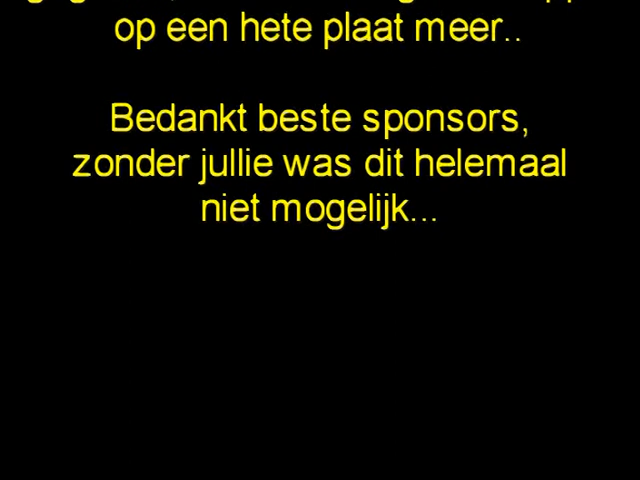 op een hete plaat meer..
Bedankt beste sponsors,
zonder jullie was dit helemaal
niet mogelijk...